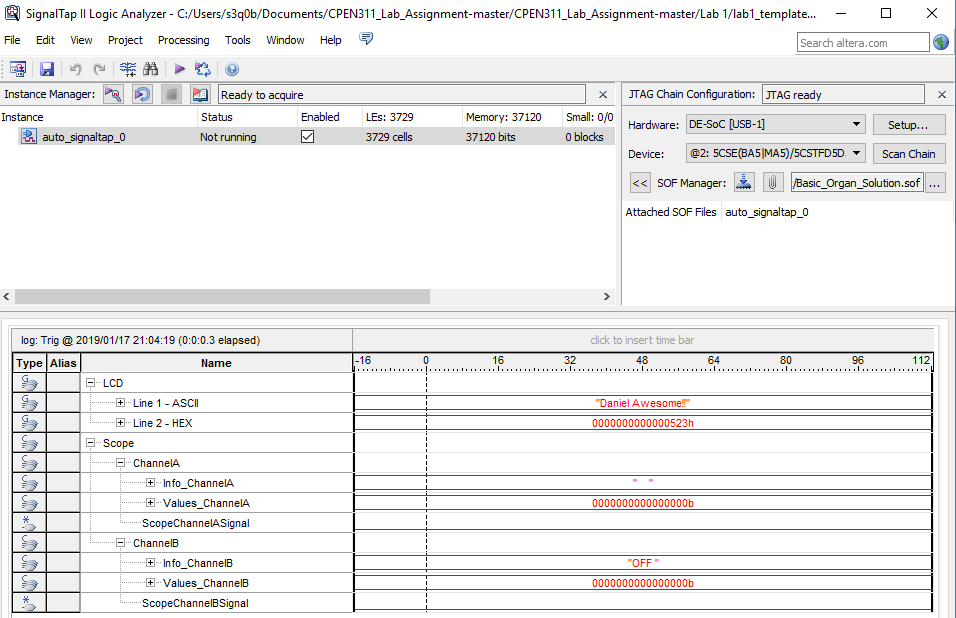 SignalTap II Logic Analyzer - C:/Users/s3q0b/Documents/CPEN311_Lab_Assignment-master/CPEN311_Lab_Assignment-master/Lab 1/lab1_template...
File Edit View Project Processing Tools Window Help
Search altera.com
Instance Manager: Ready to acquire
JTAG Chain Configuration: JTAG ready
Instance Status Enabled LEs: 3729 Memory: 37120 Small: 0/0
auto_signaltap_0 Not running 3729 cells 37120 bits 0 blocks
Hardware: DE-SoC [USB-1] Setup...
Device: @2: 5CSE(BA5|MA5)/5CSTFD5D. Scan Chain
<< SOF Manager: /Basic_Organ_Solution.sof ...
Attached SOF Files auto_signaltap_0
log: Trig @ 2019/01/17 21:04:19 (0:0:0.3 elapsed) click to insert time bar
Type Alias Name -16 0 16 32 48 64 80 96 112
LCD
Line 1 - ASCII "Daniel Awesome!!"
Line 2 - HEX 0000000000000523h
Scope
ChannelA
Info_ChannelA "    "
Values_ChannelA 0000000000000000b
ScopeChannelASignal
ChannelB
Info_ChannelB "OFF "
Values_ChannelB 0000000000000000b
ScopeChannelBSignal